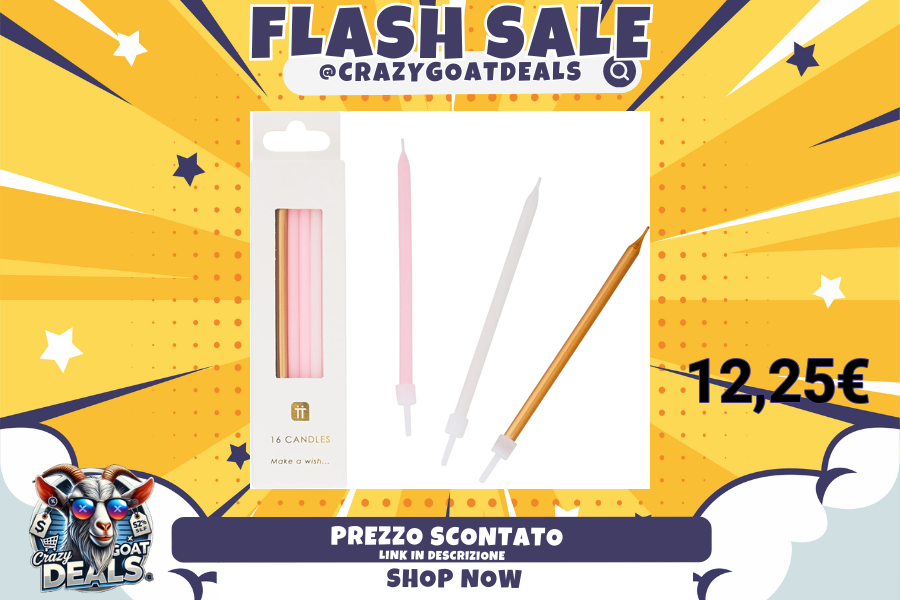 FLASH SALE
@CRAZYGOATDEALS
16 CANDLES
Make a wish...
12,25€
PREZZO SCONTATO
LINK IN DESCRIZIONE
SHOP NOW
$
52%
Crazy
GOAT
DEALS